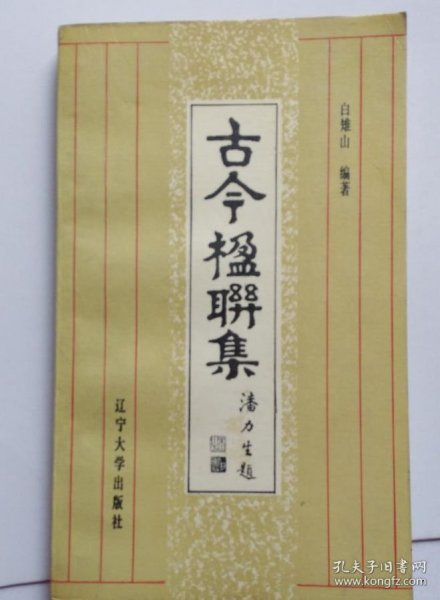 白雉山 编著
古今楹聯集
潘力生題
辽宁大学出版社
孔夫子旧书网
www.kongfz.com